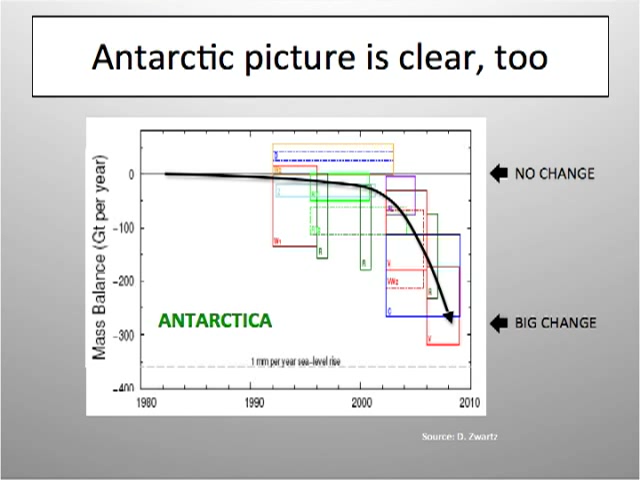 Antarctic picture is clear, too
Mass Balance (Gt per year)
0
-100
-200
-300
-400
1980
1990
2000
2010
ANTARCTICA
1 mm per year sea-level rise
R
R
R
V
G
V
NO CHANGE
BIG CHANGE
Source: D. Zwartz